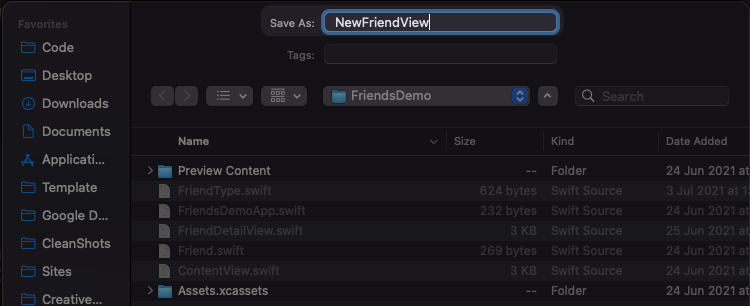 Favorites
Code
Desktop
Downloads
Documents
Applicati...
Template
Google D...
CleanShots
Sites
Creative...
Save As: NewFriendView
Tags:
FriendsDemo
Search
Name Size Kind Date Added
Preview Content -- Folder 24 Jun 2021 at
FriendType.swift 624 bytes Swift Source 3 Jul 2021 at
FriendsDemoApp.swift 232 bytes Swift Source 24 Jun 2021 at
FriendDetailView.swift 3 KB Swift Source 25 Jun 2021 at
Friend.swift 269 bytes Swift Source 24 Jun 2021 at
ContentView.swift 3 KB Swift Source 24 Jun 2021 at
Assets.xcassets -- Folder 24 Jun 2021 at